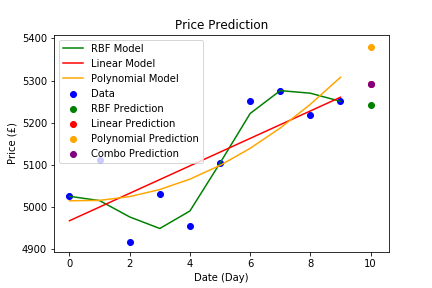 Price Prediction
5400
5300
5200
5100
5000
4900
Price (£)
RBF Model
Linear Model
Polynomial Model
Data
RBF Prediction
Linear Prediction
Polynomial Prediction
Combo Prediction
0 2 4 6 8 10
Date (Day)